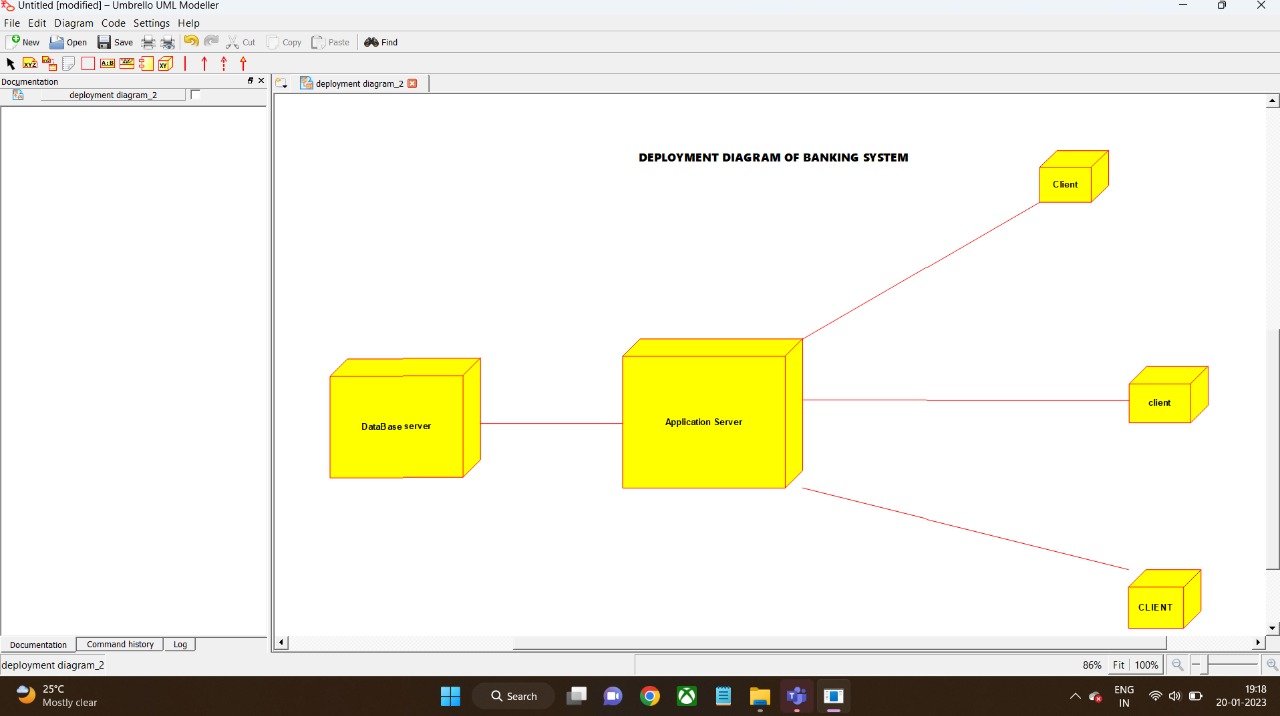 Untitled [modified] – Umbrello UML Modeller
File Edit Diagram Code Settings Help
New Open Save Cut Copy Paste Find
Documentation
deployment diagram_2
deployment diagram_2
DEPLOYMENT DIAGRAM OF BANKING SYSTEM
Client
DataBase server
Application Server
client
CLIENT
Documentation Command history Log
deployment diagram_2
86% Fit 100%
25°C
Mostly clear
Search
ENG
IN
19:18
20-01-2023